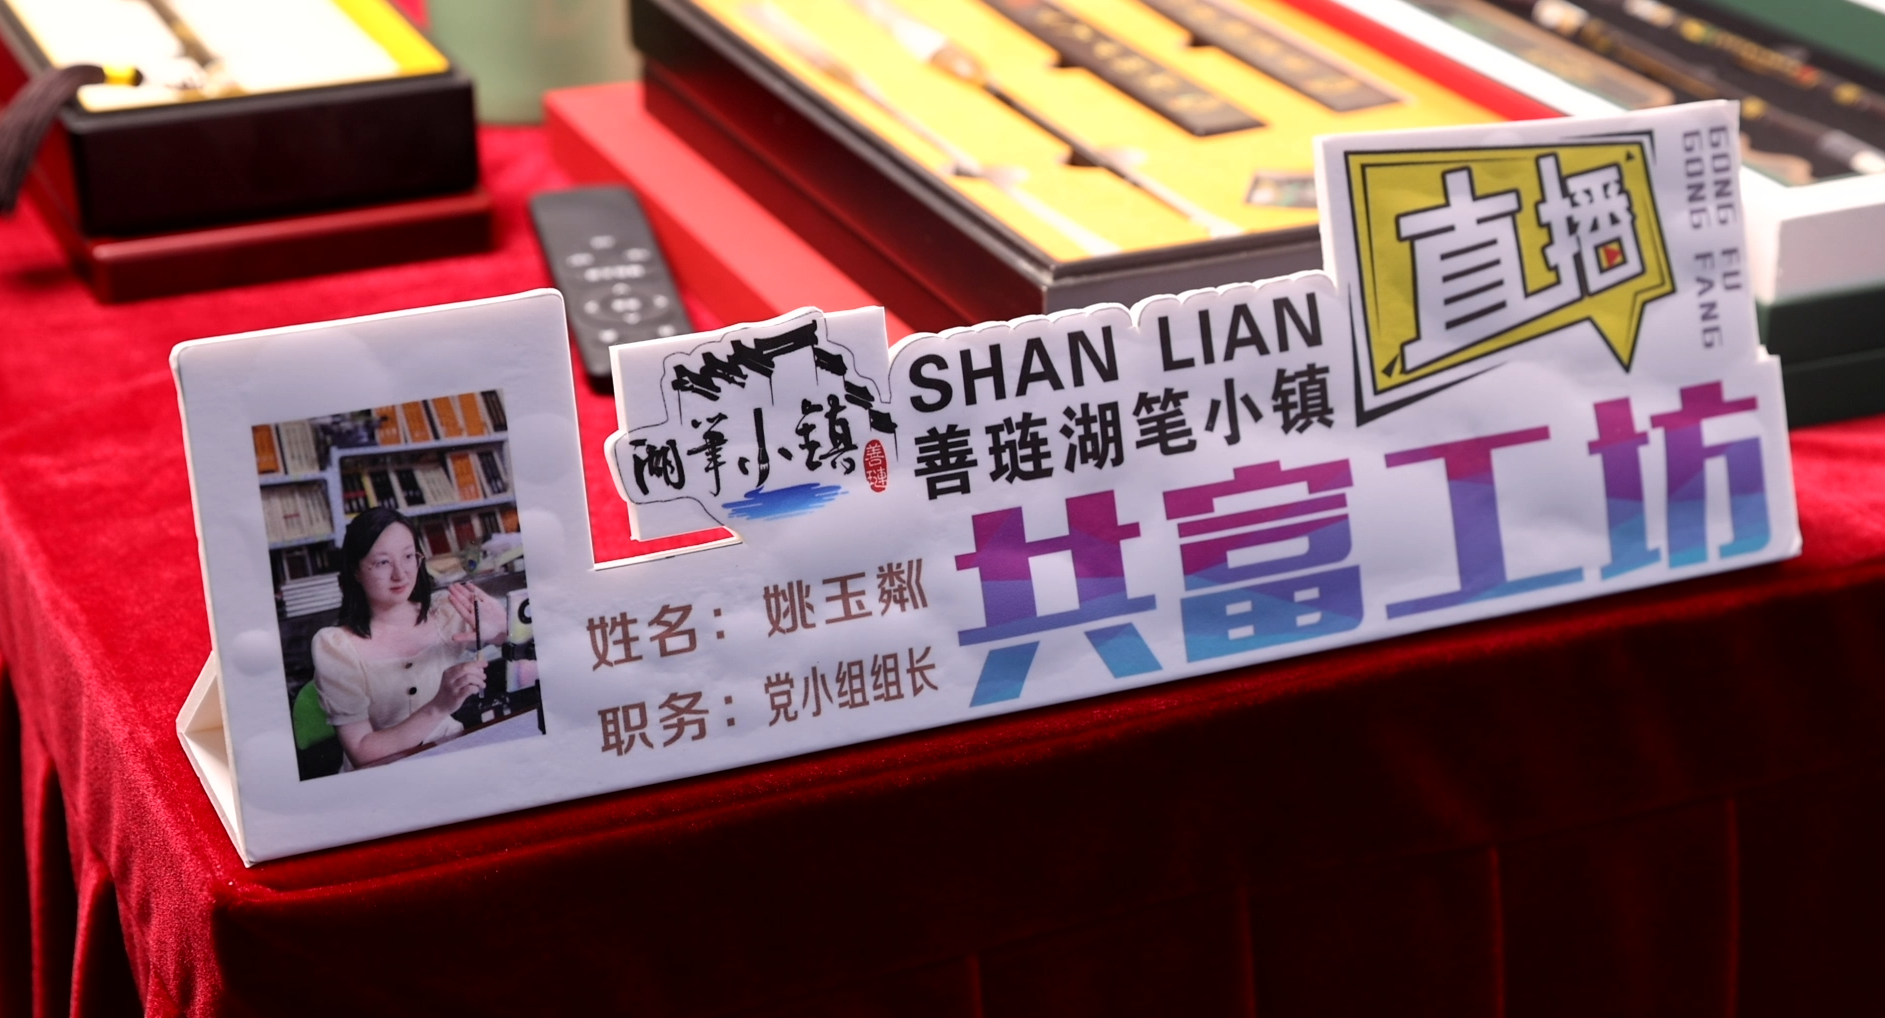 湖筆小镇
善琏
SHAN LIAN
善琏湖笔小镇
直播
GONG FU
GONG FANG
共富工坊
姓名：姚玉粼
职务：党小组组长